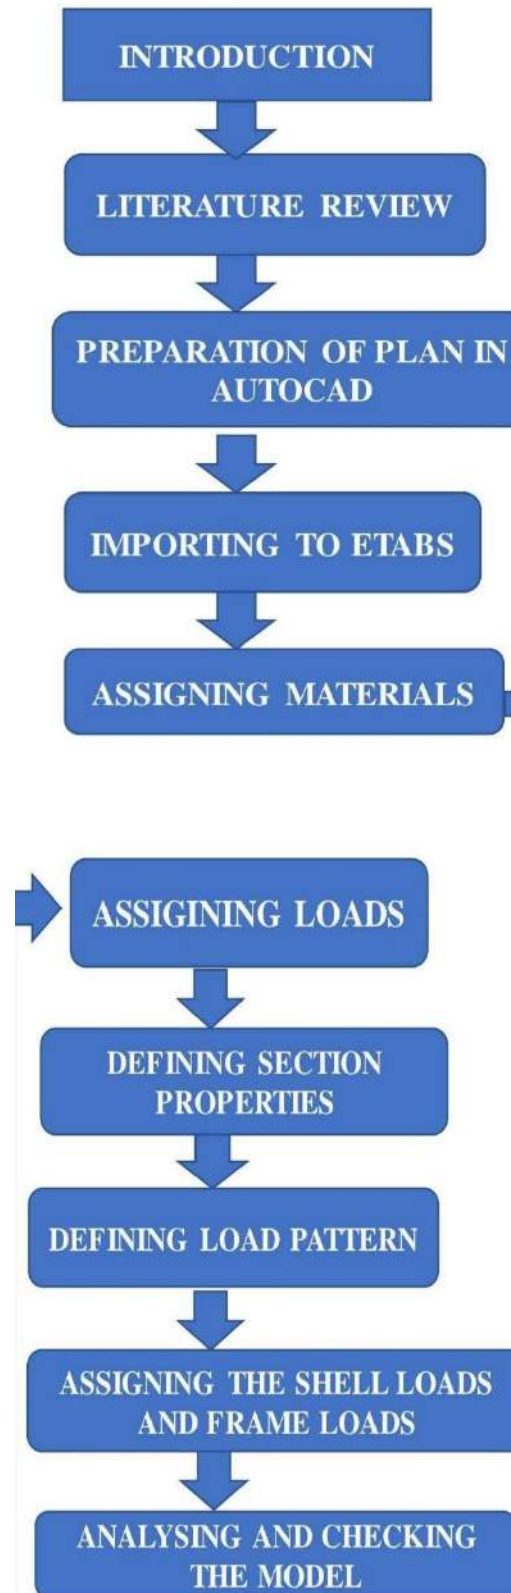 INTRODUCTION
LITERATURE REVIEW
PREPARATION OF PLAN IN
AUTOCAD
IMPORTING TO ETABS
ASSIGNING MATERIALS
ASSIGINING LOADS
DEFINING SECTION
PROPERTIES
DEFINING LOAD PATTERN
ASSIGNING THE SHELL LOADS
AND FRAME LOADS
ANALYSING AND CHECKING
THE MODEL